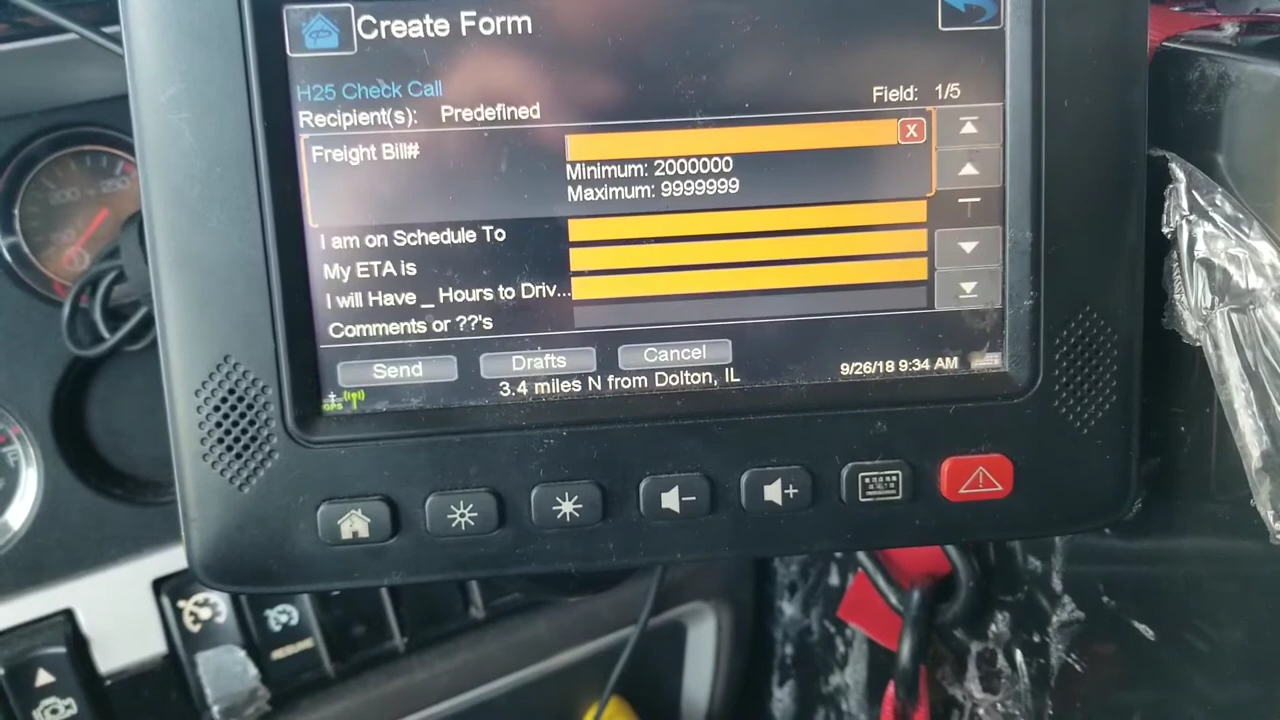 Create Form
H25 Check Call
Field: 1/5
Recipient(s): Predefined
Freight Bill#
X
Minimum: 2000000
Maximum: 9999999
I am on Schedule To
My ETA is
I will Have _ Hours to Driv...
Comments or ??'s
Send
Drafts
Cancel
3.4 miles N from Dolton, IL
9/26/18 9:34 AM
GPS